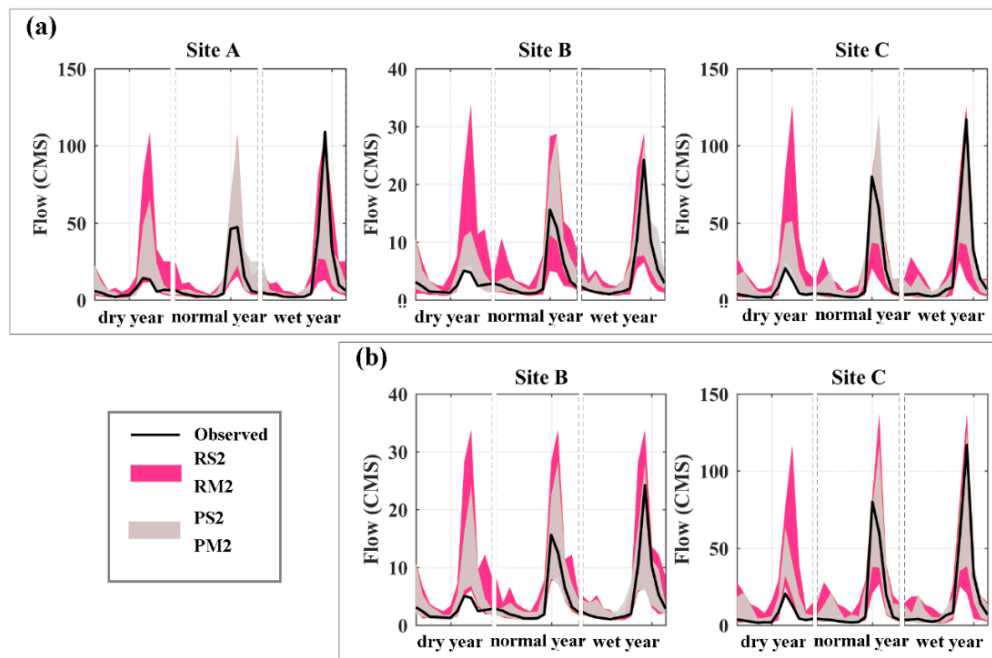 (a)
Site A
Site B
Site C
150
100
50
0
Flow (CMS)
dry year normal year wet year
40
30
20
10
0
Flow (CMS)
dry year normal year wet year
150
100
50
0
Flow (CMS)
dry year normal year wet year
(b)
Site B
Site C
40
30
20
10
0
Flow (CMS)
dry year normal year wet year
150
100
50
0
Flow (CMS)
dry year normal year wet year
Observed
RS2
RM2
PS2
PM2